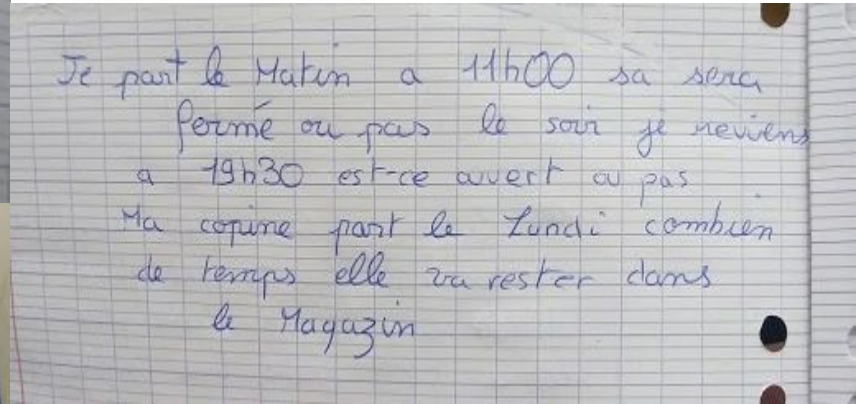 Je part le Matin a 11h00 sa sera
fermé ou pas le soir je reviens
a 19h30 est-ce ouvert ou pas
Ma copine part le Lundi combien
de temps elle va rester dans
le Magazin